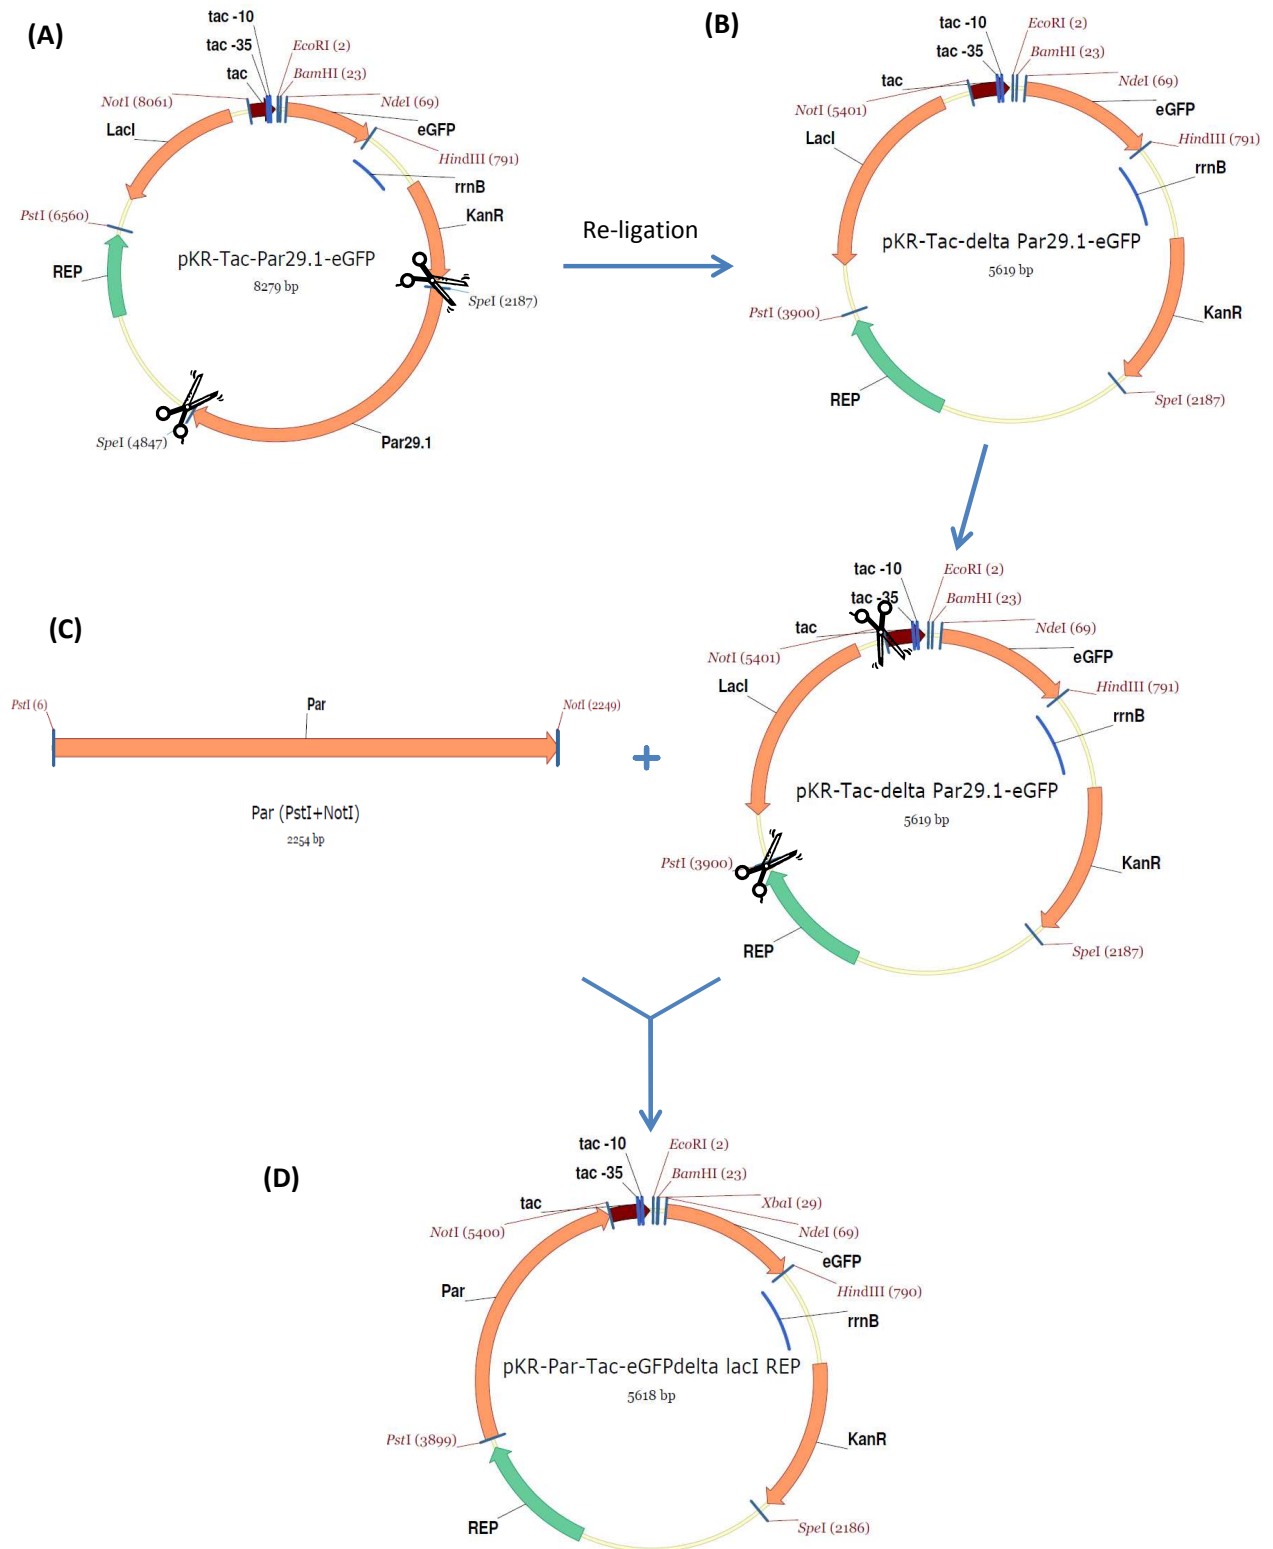 (A)
tac -10
tac -35
tac
EcoRI (2)
BamHI (23)
NotI (8061)
NdeI (69)
LacI
eGFP
HindIII (791)
rrnB
KanR
PstI (6560)
pKR-Tac-Par29.1-eGFP
8279 bp
REP
SpeI (2187)
SpeI (4847)
Par29.1
Re-ligation
(B)
tac -10
tac -35
tac
EcoRI (2)
BamHI (23)
NdeI (69)
NotI (5401)
eGFP
LacI
HindIII (791)
rrnB
pKR-Tac-delta Par29.1-eGFP
5619 bp
PstI (3900)
KanR
REP
SpeI (2187)
(C)
PstI (6)
Par
NotI (2249)
Par (PstI+NotI)
2254 bp
+
tac -10
tac -35
tac
EcoRI (2)
BamHI (23)
NdeI (69)
NotI (5401)
eGFP
LacI
HindIII (791)
rrnB
pKR-Tac-delta Par29.1-eGFP
5619 bp
PstI (3900)
KanR
REP
SpeI (2187)
(D)
tac -10
tac -35
tac
EcoRI (2)
BamHI (23)
XbaI (29)
NotI (5400)
NdeI (69)
eGFP
Par
HindIII (790)
rrnB
pKR-Par-Tac-eGFPdelta lacI REP
5618 bp
PstI (3899)
KanR
REP
SpeI (2186)